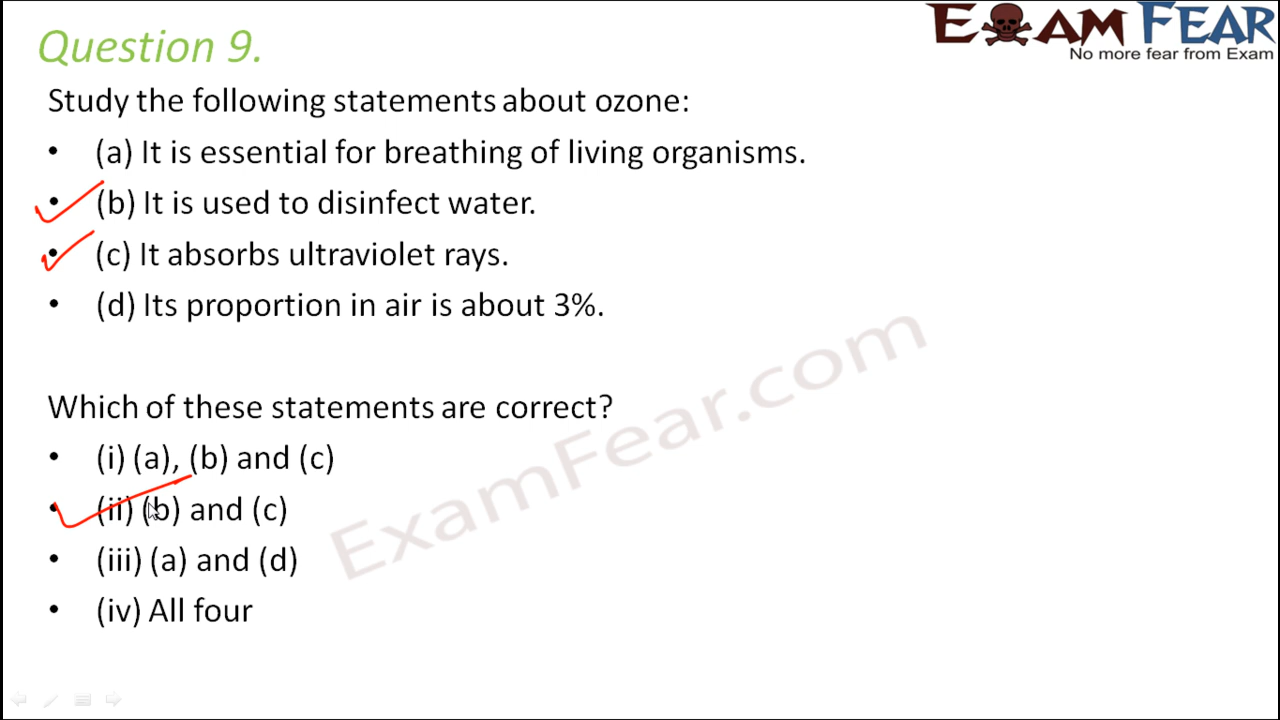 Question 9.
EXAM FEAR
No more fear from Exam
Study the following statements about ozone:
• (a) It is essential for breathing of living organisms.
• (b) It is used to disinfect water.
• (c) It absorbs ultraviolet rays.
• (d) Its proportion in air is about 3%.
Which of these statements are correct?
• (i) (a), (b) and (c)
• (ii) (b) and (c)
• (iii) (a) and (d)
• (iv) All four
ExamFear.com